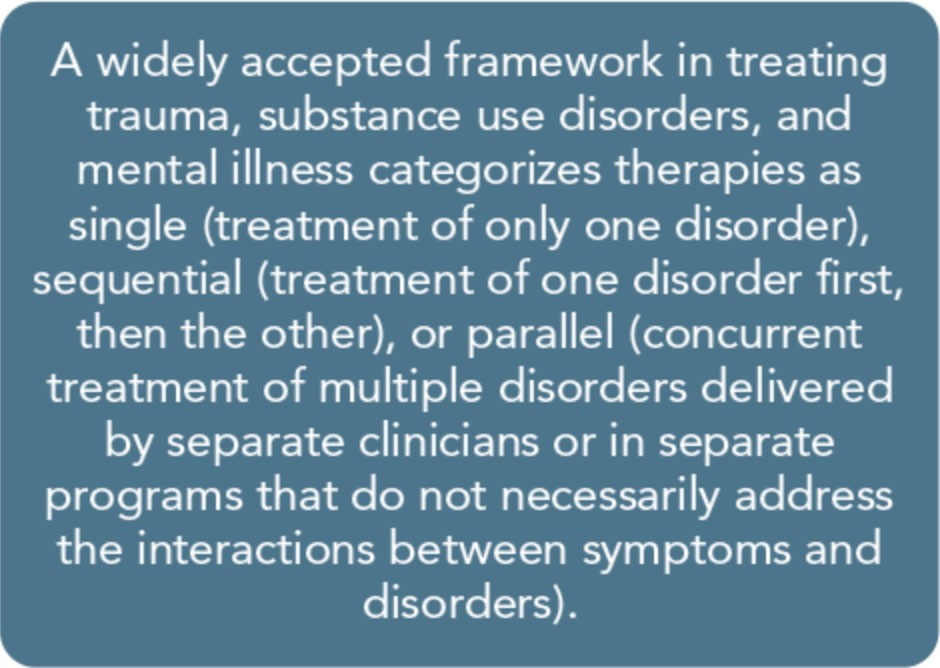 A widely accepted framework in treating
trauma, substance use disorders, and
mental illness categorizes therapies as
single (treatment of only one disorder),
sequential (treatment of one disorder first,
then the other), or parallel (concurrent
treatment of multiple disorders delivered
by separate clinicians or in separate
programs that do not necessarily address
the interactions between symptoms and
disorders).